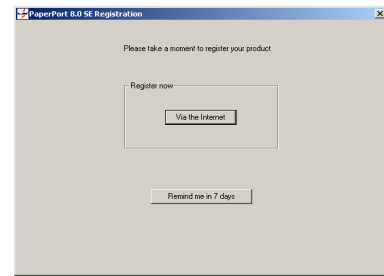 PaperPort 8.0 SE Registration
Please take a moment to register your product
Register now
Via the Internet
Remind me in 7 days